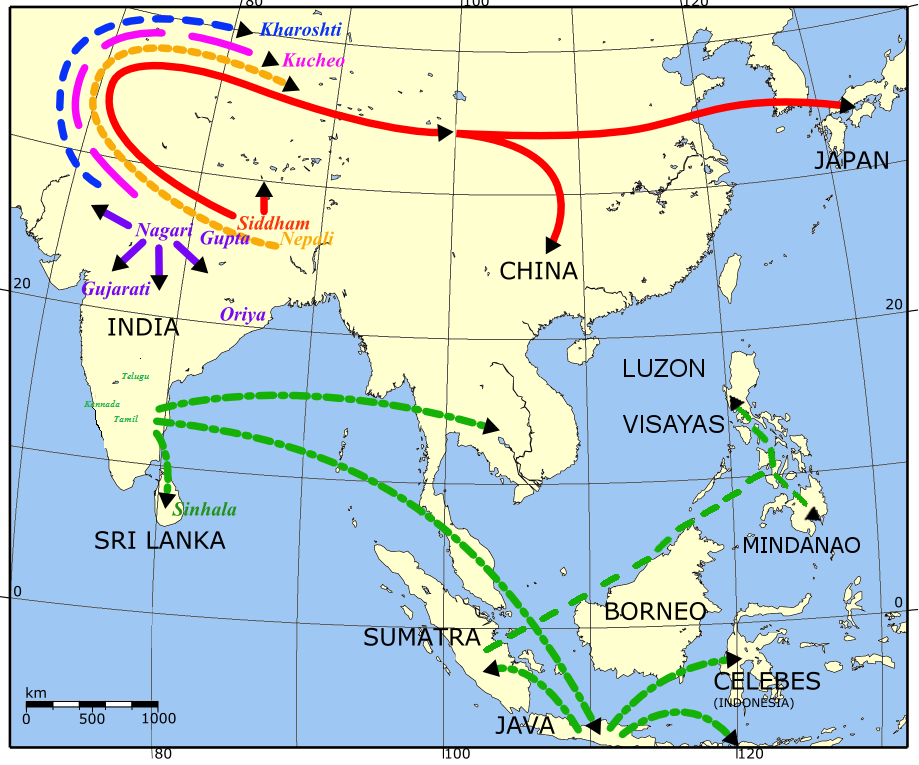 80
100
120
Kharoshti
Kucheo
JAPAN
Siddham
Nagari
Gupta
Nepali
CHINA
20
Gujarati
20
Oriya
INDIA
LUZON
Telugu
Kannada
Tamil
VISAYAS
Sinhala
SRI LANKA
MINDANAO
0
0
BORNEO
SUMATRA
CELEBES
(INDONESIA)
km
0 500 1000
JAVA
80
100
120